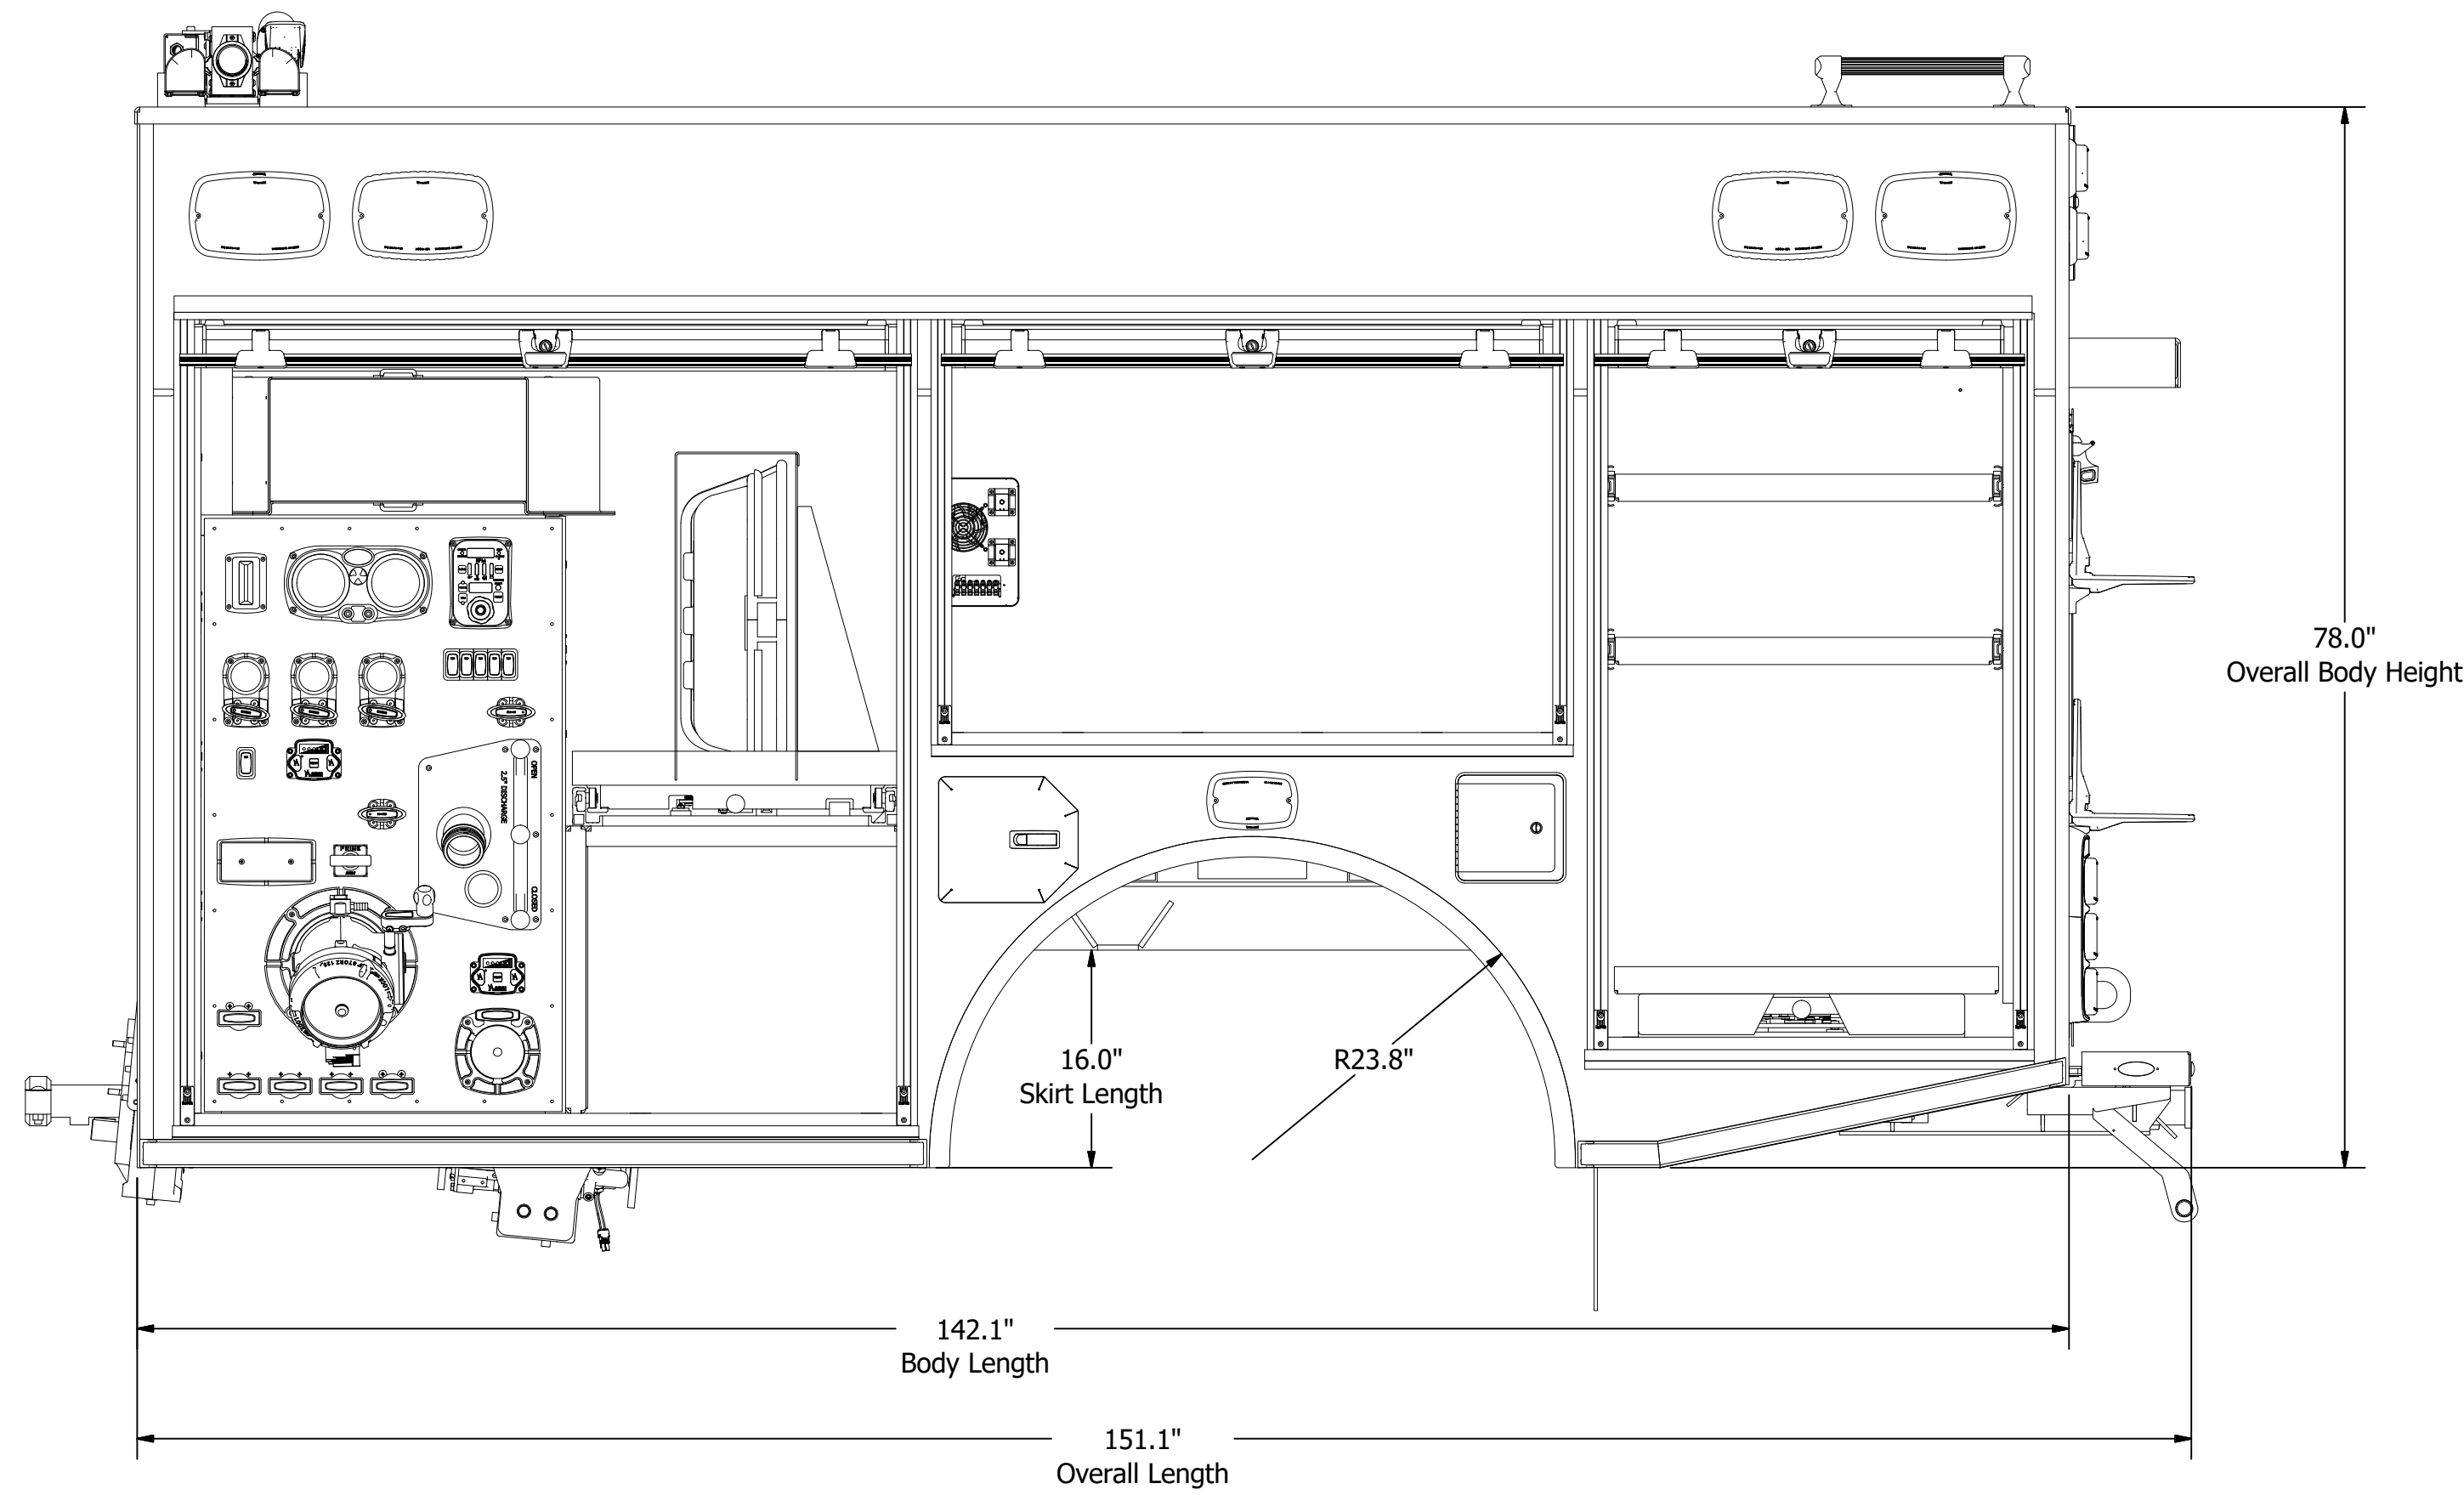 78.0"
Overall Body Height
OPEN
2.5" DISCHARGE
CLOSED
PRIME
STORZ
16.0"
Skirt Length
R23.8"
142.1"
Body Length
151.1"
Overall Length